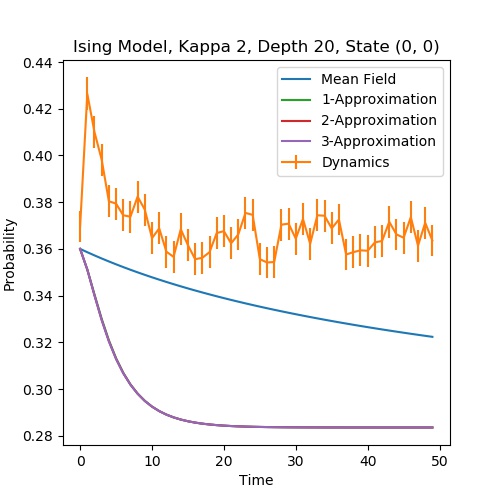 Ising Model, Kappa 2, Depth 20, State (0, 0)
0.44
0.42
0.40
0.38
0.36
0.34
0.32
0.30
0.28
Probability
Mean Field
1-Approximation
2-Approximation
3-Approximation
Dynamics
0 10 20 30 40 50
Time